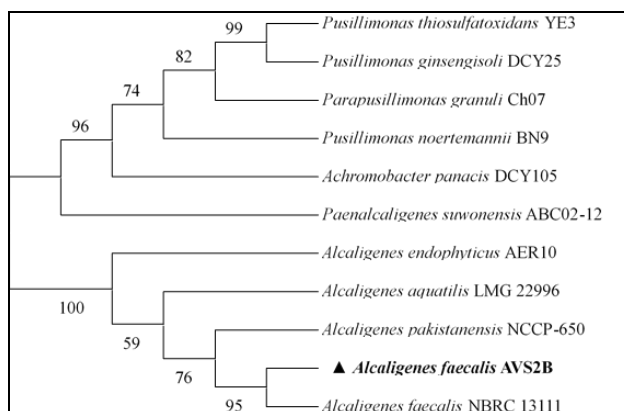 99
Pusillimonas thiosulfatoxidans YE3
82
Pusillimonas ginsengisoli DCY25
74
Parapusillimonas granuli Ch07
96
Pusillimonas noertemannii BN9
Achromobacter panacis DCY105
Paenalcaligenes suwonensis ABC02-12
Alcaligenes endophyticus AER10
100
Alcaligenes aquatilis LMG 22996
59
Alcaligenes pakistanensis NCCP-650
76
▲ Alcaligenes faecalis AVS2B
95
Alcaligenes faecalis NBRC 13111